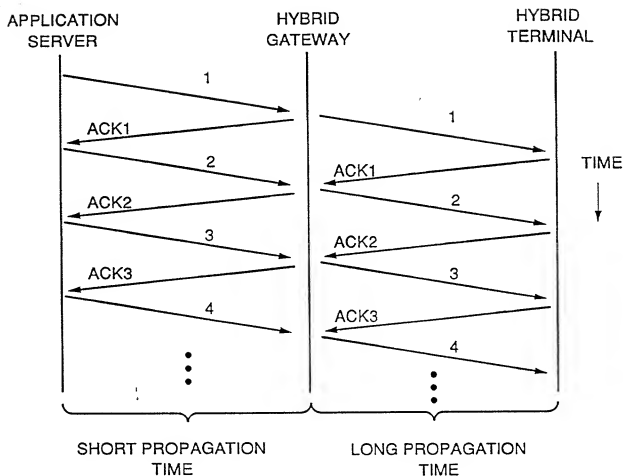 APPLICATION
SERVER
HYBRID
GATEWAY
HYBRID
TERMINAL
1
1
ACK1
ACK1
TIME
2
2
ACK2
ACK2
3
3
ACK3
ACK3
4
4
SHORT PROPAGATION
TIME
LONG PROPAGATION
TIME